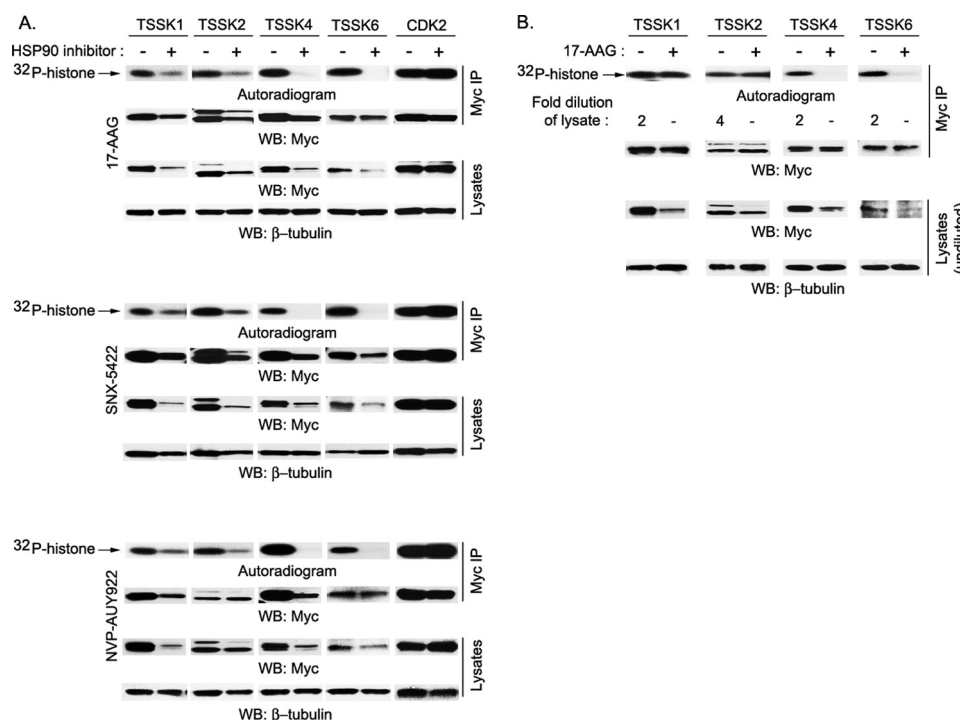 A.
TSSK1 TSSK2 TSSK4 TSSK6 CDK2
HSP90 inhibitor : - + - + - + - + - +
32P-histone
Autoradiogram
Myc IP
WB: Myc
17-AAG
WB: Myc
Lysates
WB: β–tubulin
32P-histone
Autoradiogram
Myc IP
WB: Myc
SNX-5422
WB: Myc
Lysates
WB: β–tubulin
32P-histone
Autoradiogram
Myc IP
WB: Myc
NVP-AUY922
WB: Myc
Lysates
WB: β–tubulin
B.
TSSK1 TSSK2 TSSK4 TSSK6
17-AAG : - + - + - + - +
32P-histone
Autoradiogram
Myc IP
Fold dilution
of lysate : 2 - 4 - 2 - 2 -
WB: Myc
WB: Myc
Lysates
(undiluted)
WB: β–tubulin